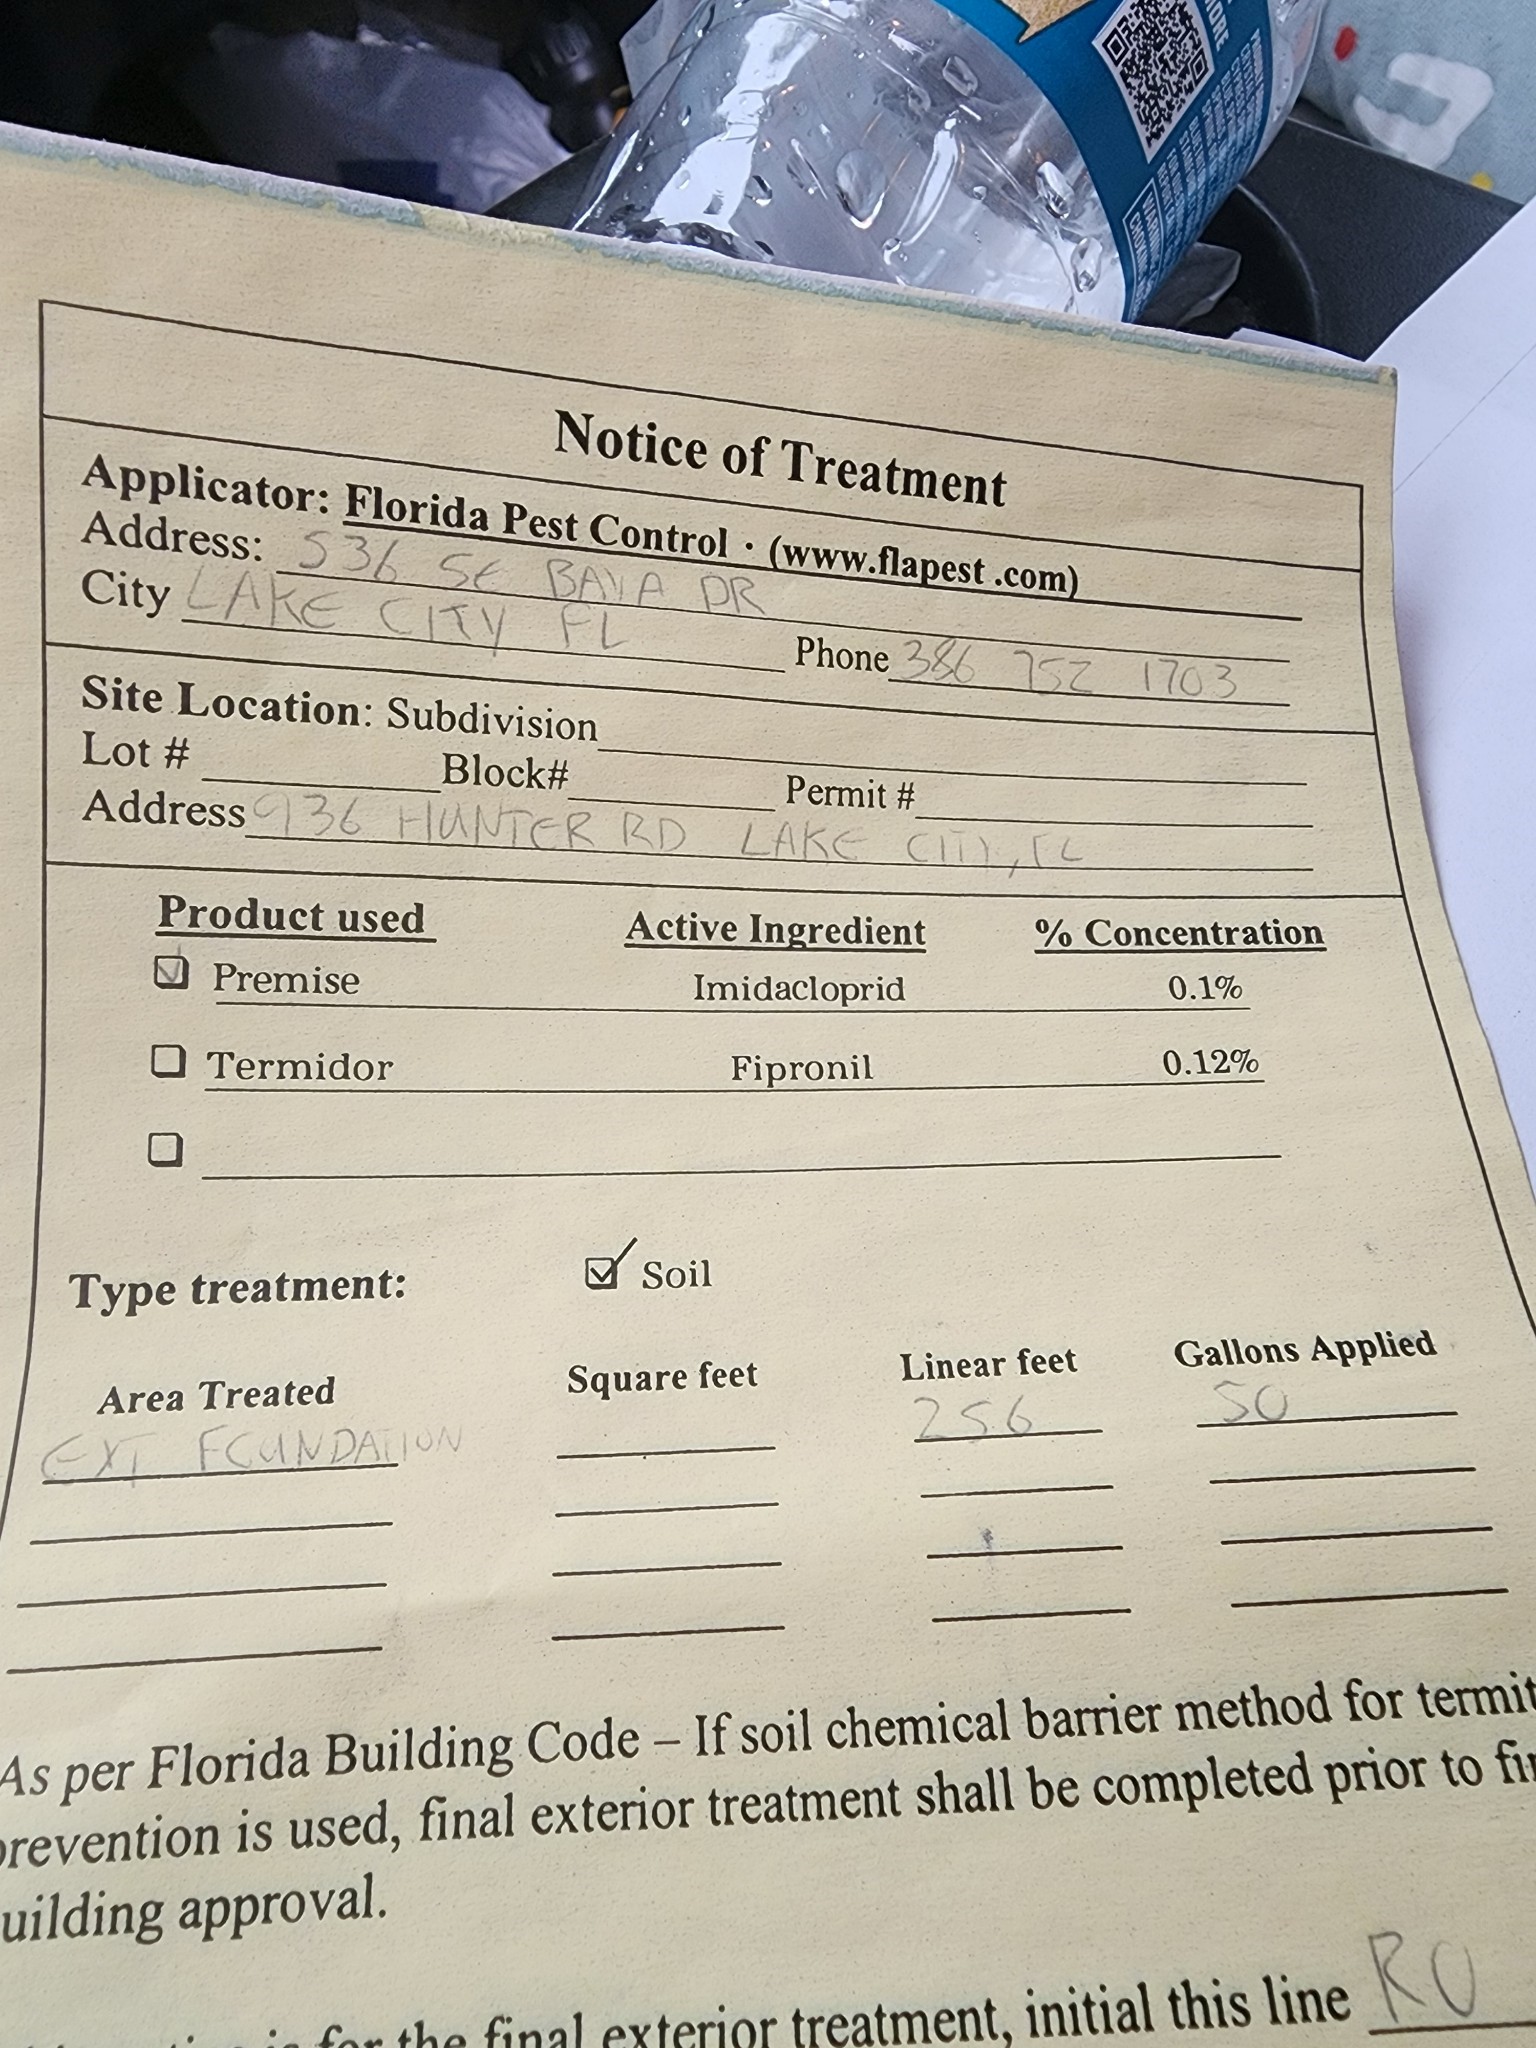 MORE
Notice of Treatment
Applicator: Florida Pest Control · (www.flapest .com)
Address: 536 SE BAYA DR
City LAKE CITY FL Phone 386 752 1703
Site Location: Subdivision
Lot # Block# Permit #
Address 936 HUNTER RD LAKE CITY, FL
Product used Active Ingredient % Concentration
Premise Imidacloprid 0.1%
Termidor Fipronil 0.12%
Type treatment: Soil
Area Treated Square feet Linear feet Gallons Applied
EXT FOUNDATION 256 50
As per Florida Building Code – If soil chemical barrier method for termit
revention is used, final exterior treatment shall be completed prior to fin
uilding approval.
is for the final exterior treatment, initial this line RO